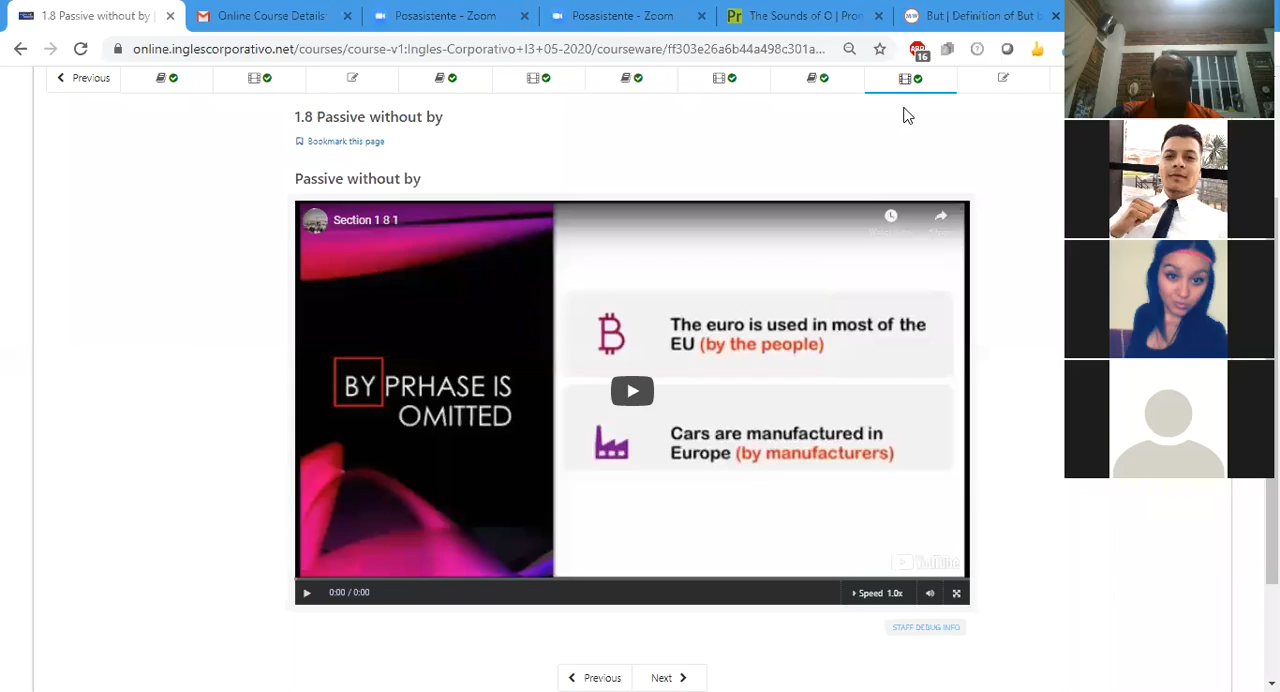 1.8 Passive without by
Online Course Details
Posasistente - Zoom
Posasistente - Zoom
Pr The Sounds of O | Pron
But | Definition of But b
online.inglescorporativo.net/courses/course-v1:Ingles-Corporativo+I3+05-2020/courseware/ff303e26a6b44a498c301a...
16
Previous
1.8 Passive without by
Bookmark this page
Passive without by
Section 1 8 1
BY PRHASE IS
OMITTED
The euro is used in most of the
EU (by the people)
Cars are manufactured in
Europe (by manufacturers)
YouTube
0:00 / 0:00
Speed 1.0x
STAFF DEBUG INFO
Previous
Next